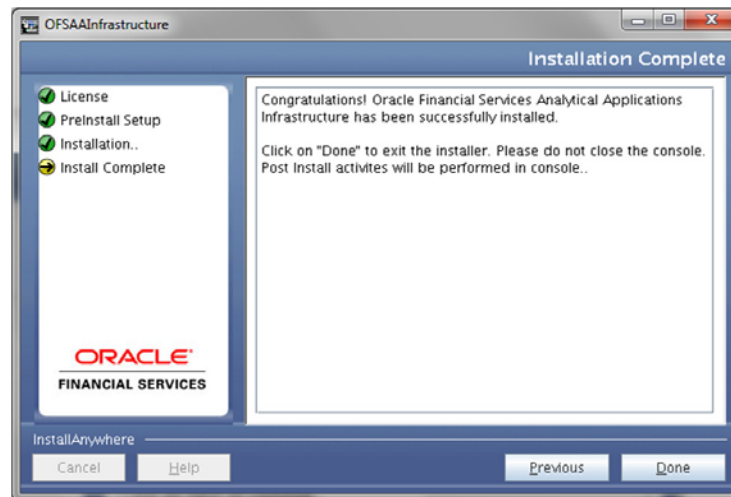 OFSAAInfrastructure
Installation Complete
License
PreInstall Setup
Installation..
Install Complete
Congratulations! Oracle Financial Services Analytical Applications
Infrastructure has been successfully installed.
Click on "Done" to exit the installer. Please do not close the console.
Post Install activites will be performed in console..
ORACLE®
FINANCIAL SERVICES
InstallAnywhere
Cancel
Help
Previous
Done